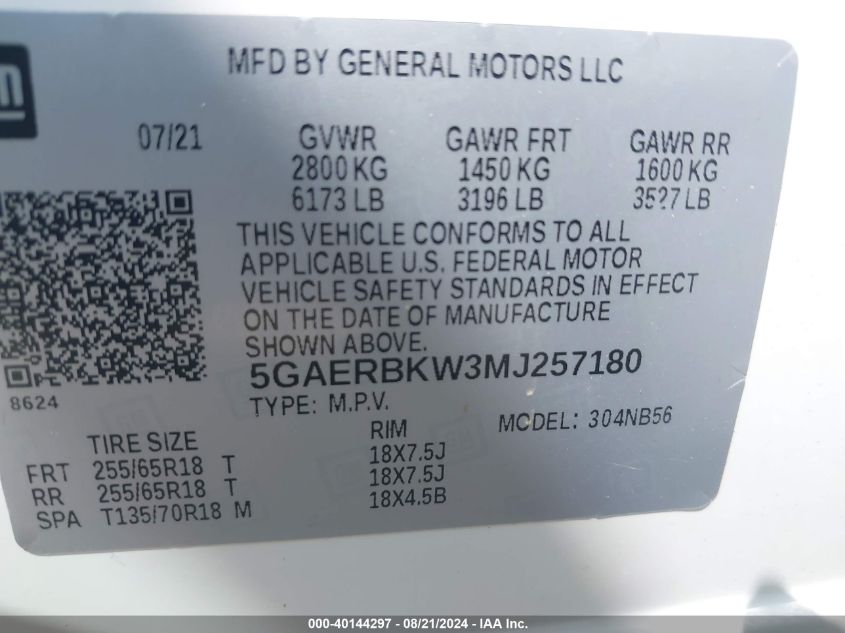 m
MFD BY GENERAL MOTORS LLC
07/21 GVWR GAWR FRT GAWR RR
2800 KG 1450 KG 1600 KG
6173 LB 3196 LB 3527 LB
THIS VEHICLE CONFORMS TO ALL
APPLICABLE U.S. FEDERAL MOTOR
VEHICLE SAFETY STANDARDS IN EFFECT
ON THE DATE OF MANUFACTURE
SHOWN ABOVE.
5GAERBKW3MJ257180
8624
TYPE: M.P.V. MODEL: 304NB56
TIRE SIZE RIM
FRT 255/65R18 T 18X7.5J
RR 255/65R18 T 18X7.5J
SPA T135/70R18 M 18X4.5B
000-40144297 - 08/21/2024 - IAA Inc.